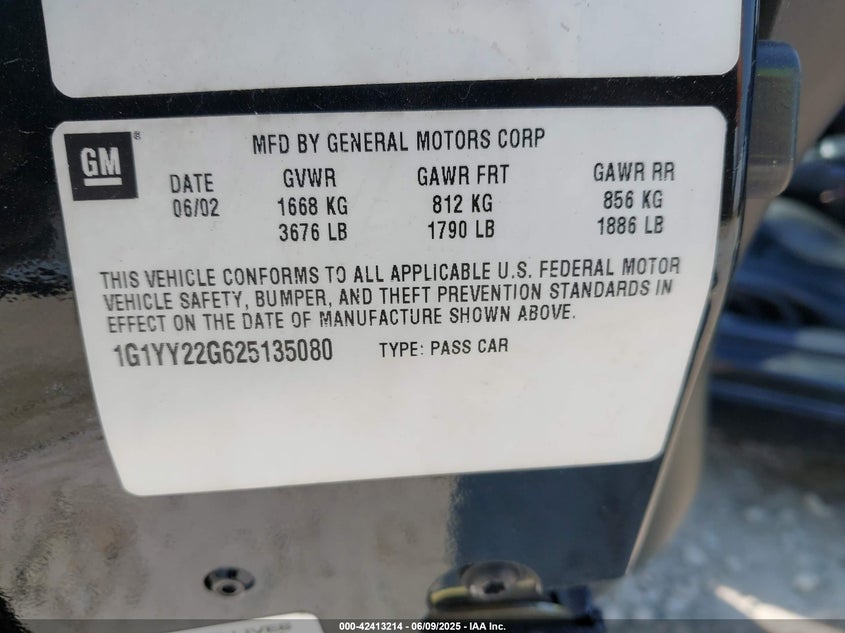 GM
MFD BY GENERAL MOTORS CORP
DATE GVWR GAWR FRT GAWR RR
06/02 1668 KG 812 KG 856 KG
3676 LB 1790 LB 1886 LB
THIS VEHICLE CONFORMS TO ALL APPLICABLE U.S. FEDERAL MOTOR
VEHICLE SAFETY, BUMPER, AND THEFT PREVENTION STANDARDS IN
EFFECT ON THE DATE OF MANUFACTURE SHOWN ABOVE.
1G1YY22G625135080 TYPE: PASS CAR
000-42413214 - 06/09/2025 - IAA Inc.